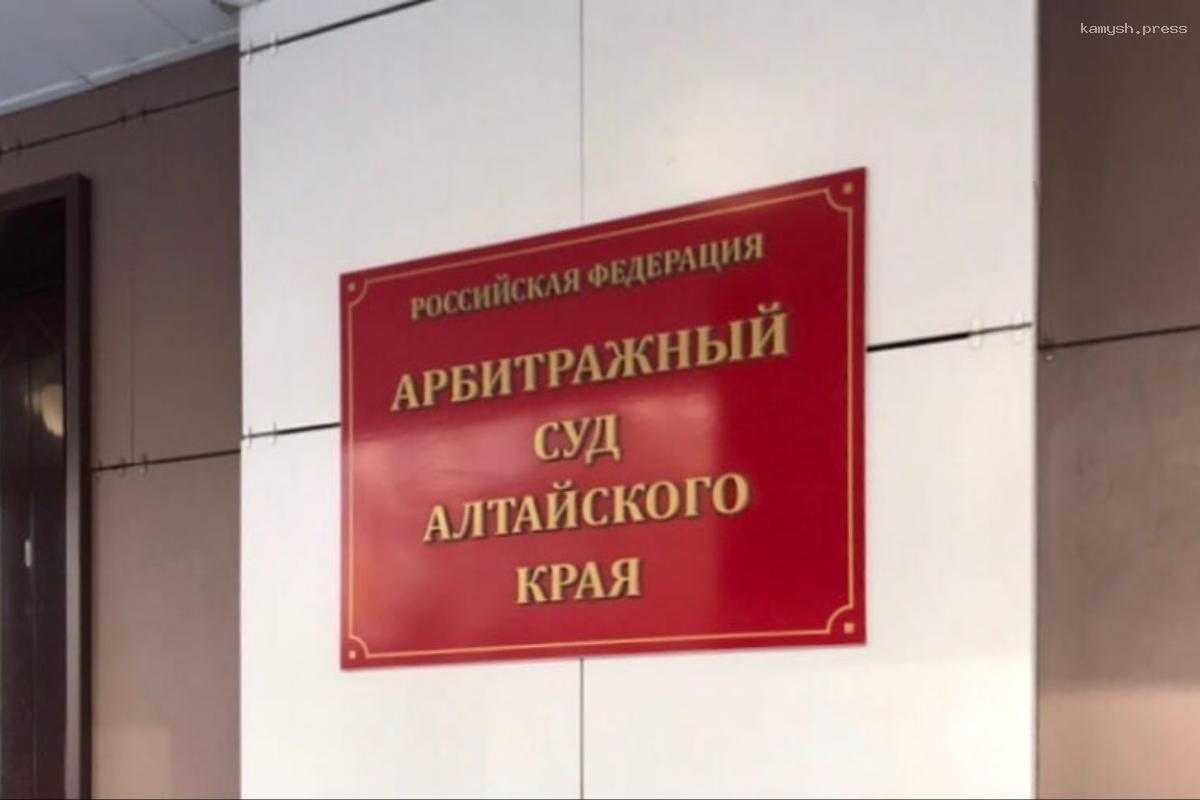 kamysh.press
РОССИЙСКАЯ ФЕДЕРАЦИЯ
АРБИТРАЖНЫЙ
СУД
АЛТАЙСКОГО
КРАЯ